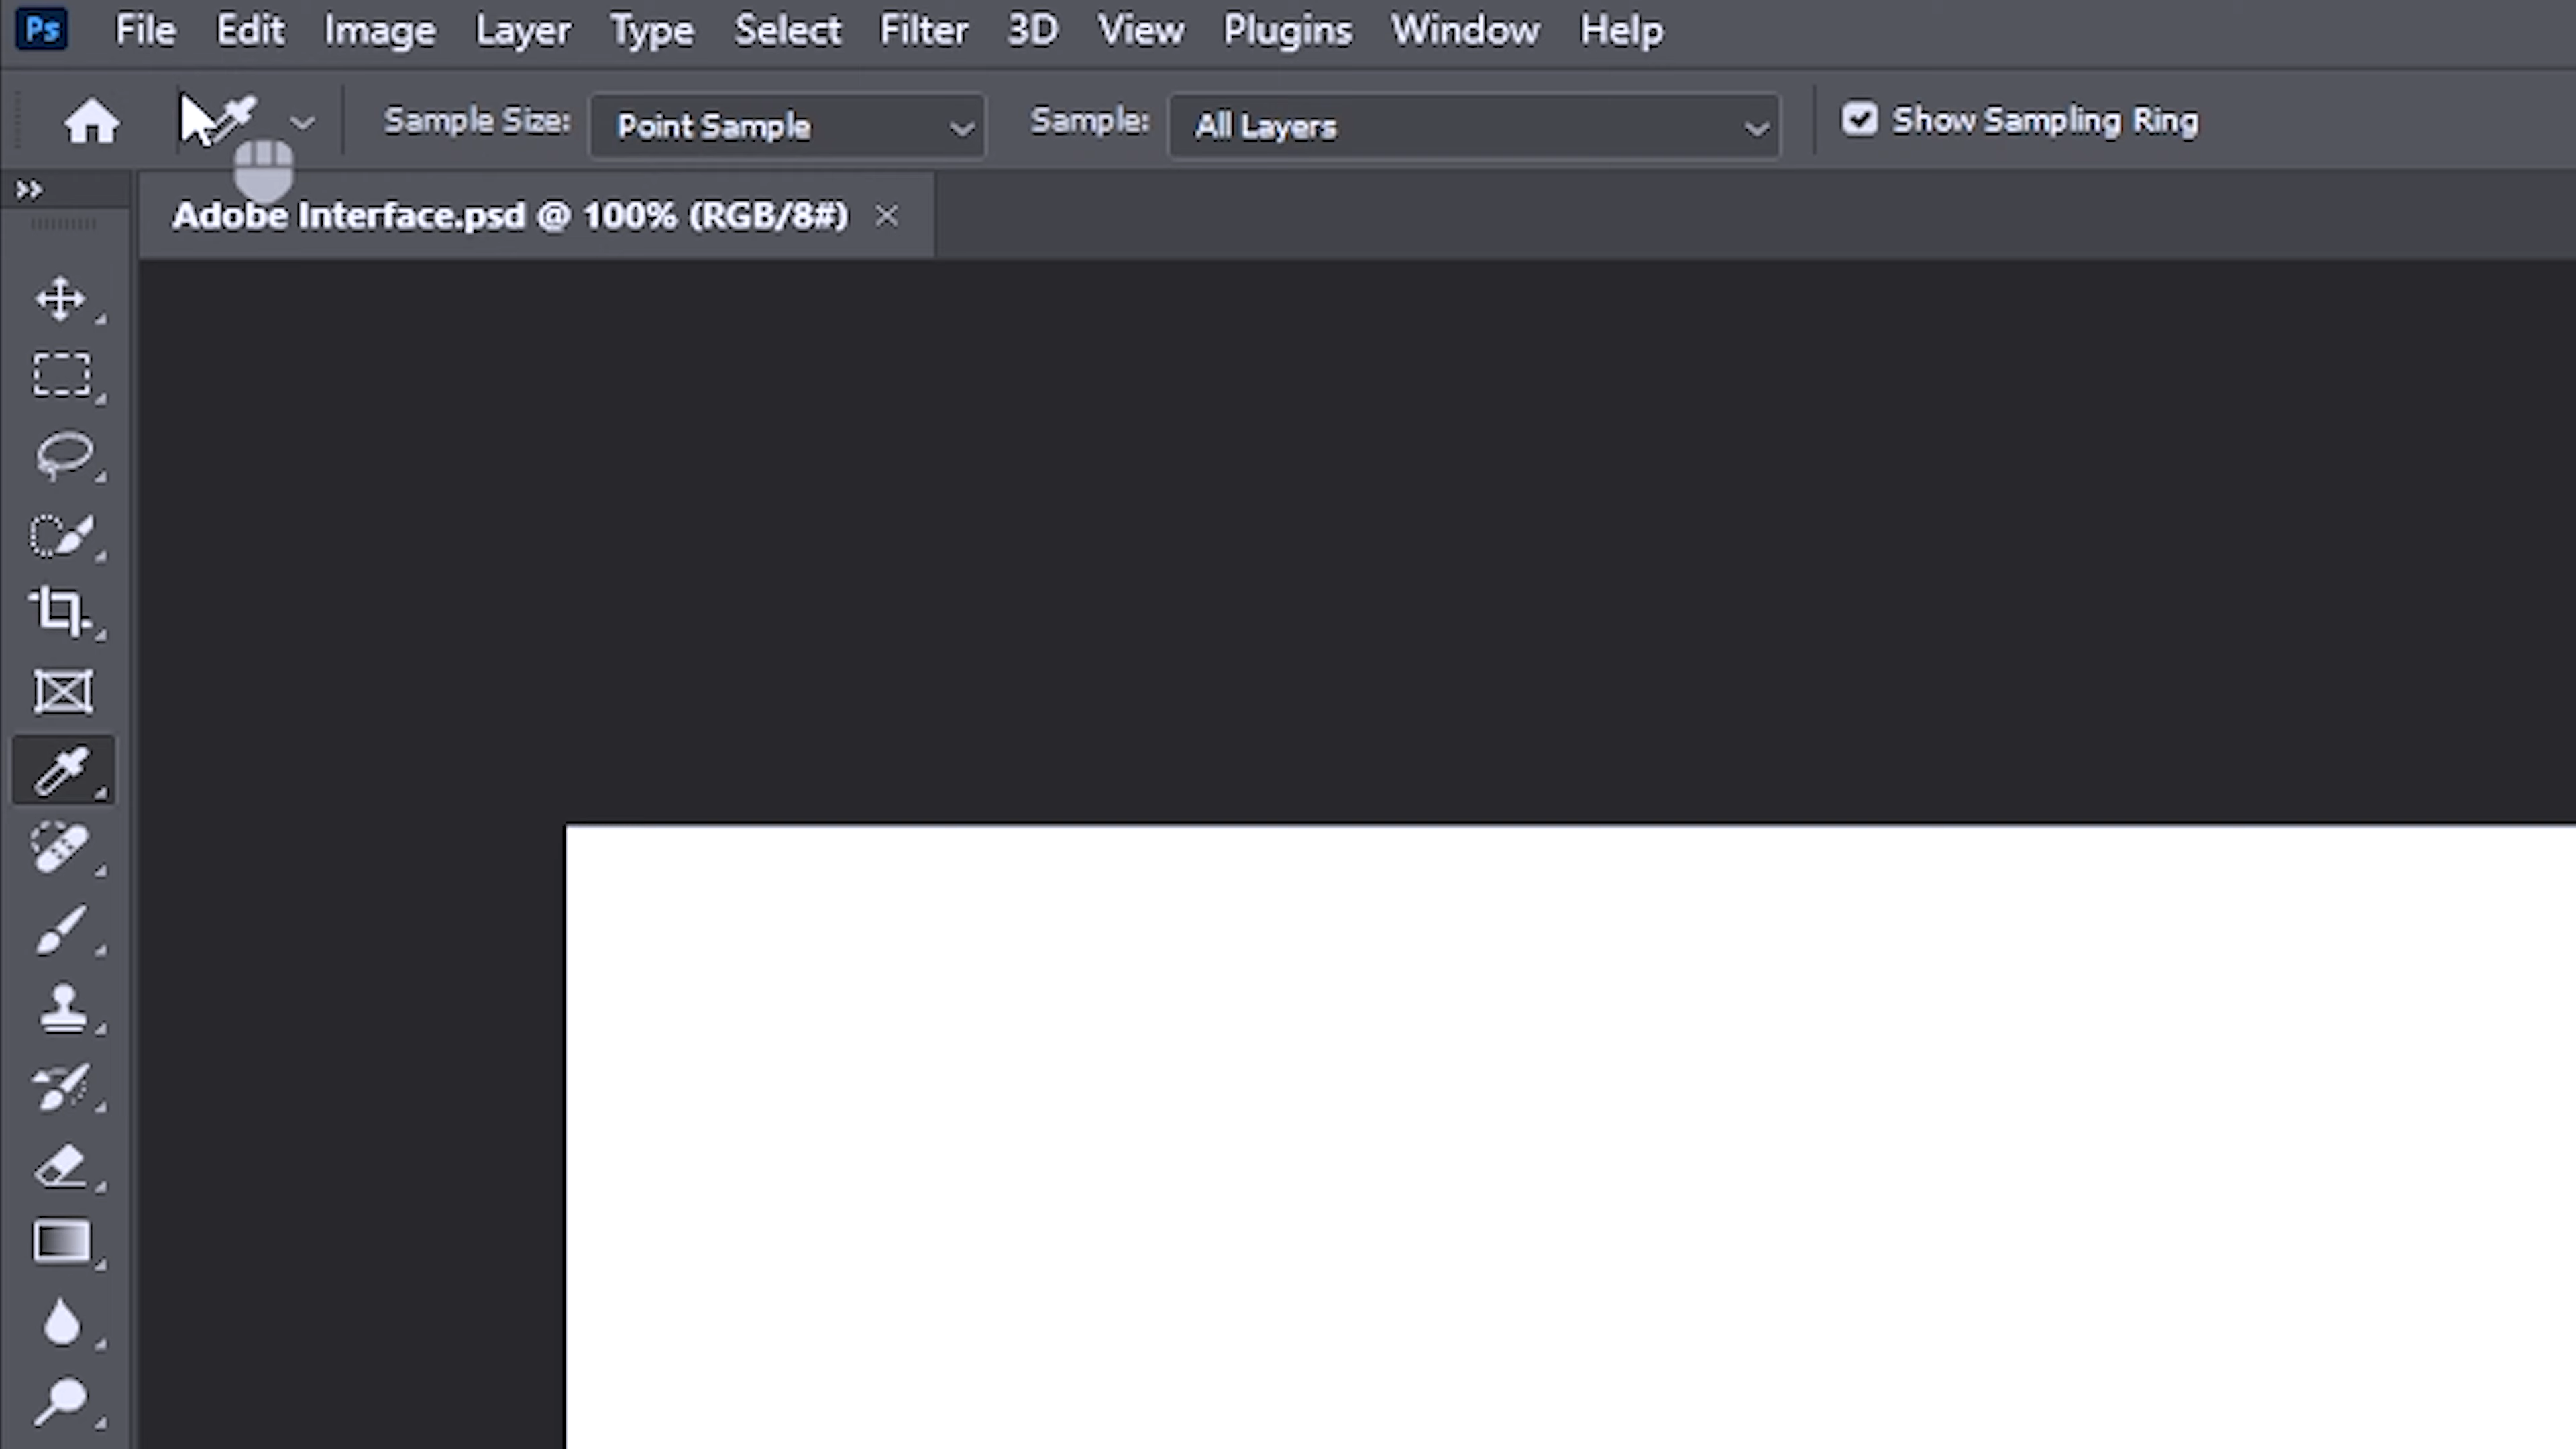 Ps File Edit Image Layer Type Select Filter 3D View Plugins Window Help
Sample Size: Point Sample Sample: All Layers Show Sampling Ring
Adobe Interface.psd @ 100% (RGB/8#)